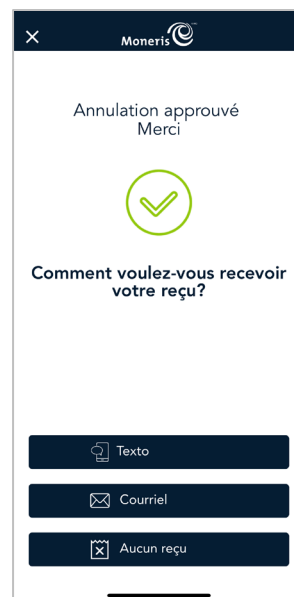 Moneris
Annulation approuvé
Merci
Comment voulez-vous recevoir
votre reçu?
Texto
Courriel
Aucun reçu